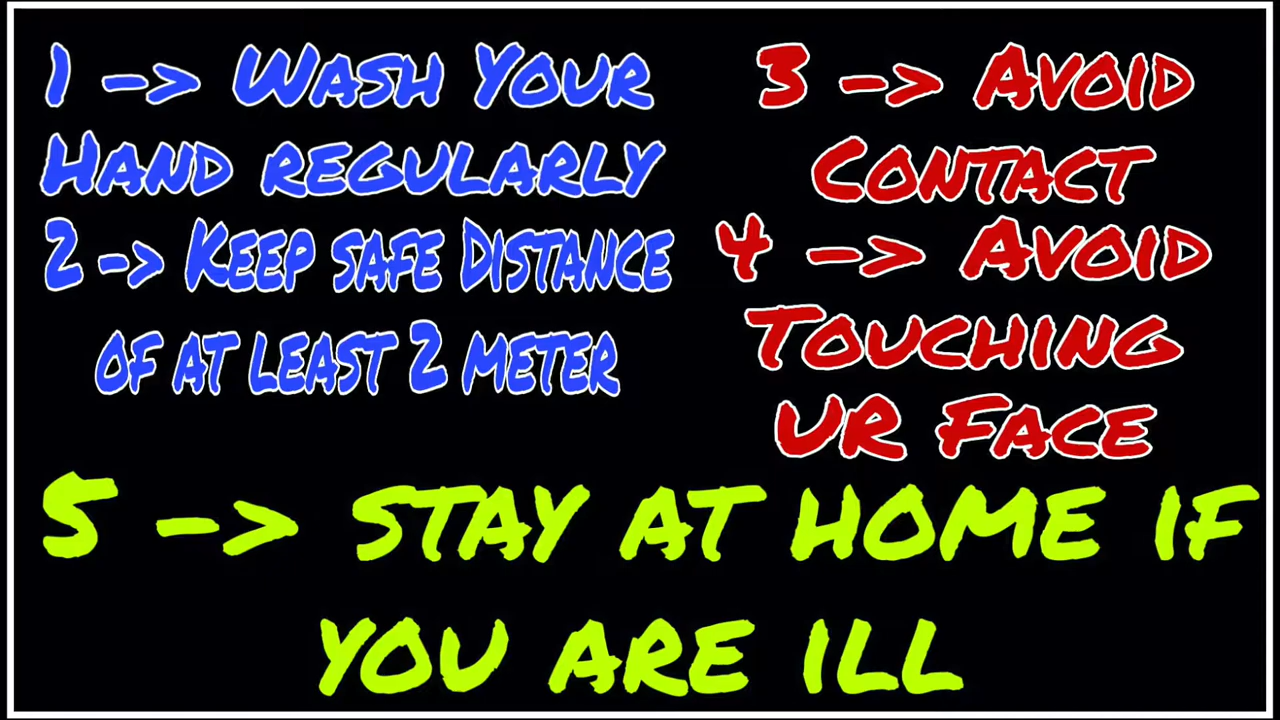 1 -> Wash Your
Hand regularly
2 -> Keep safe Distance
of at least 2 meter
3 -> Avoid
Contact
4 -> Avoid
Touching
ur Face
5 -> stay at home if
you are ill